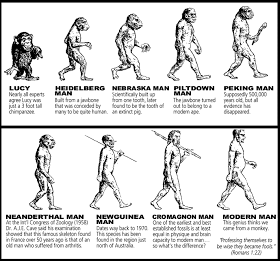 LUCY
Nearly all experts
agree Lucy was
just a 3 foot tall
chimpanzee.
HEIDELBERG
MAN
Built from a jawbone
that was conceded by
many to be quite human.
NEBRASKA MAN
Scientifically built up
from one tooth, later
found to be the tooth of
an extinct pig.
PILTDOWN
MAN
The jawbone turned
out to belong to a
modern ape.
PEKING MAN
Supposedly 500,000
years old, but all
evidence has
disappeared.
NEANDERTHAL MAN
At the Int'l Congress of Zoology (1958)
Dr. A.J.E. Cave said his examination
showed that this famous skeleton found
in France over 50 years ago is that of an
old man who suffered from arthritis.
NEW GUINEA
MAN
Dates way back to 1970.
This species has been
found in the region just
north of Australia.
CROMAGNON MAN
One of the earliest and best
established fossils is at least
equal in physique and brain
capacity to modern man...
so what's the difference?
MODERN MAN
This genius thinks we
came from a monkey.
"Professing themselves to
be wise they became fools."
(Romans 1:22)